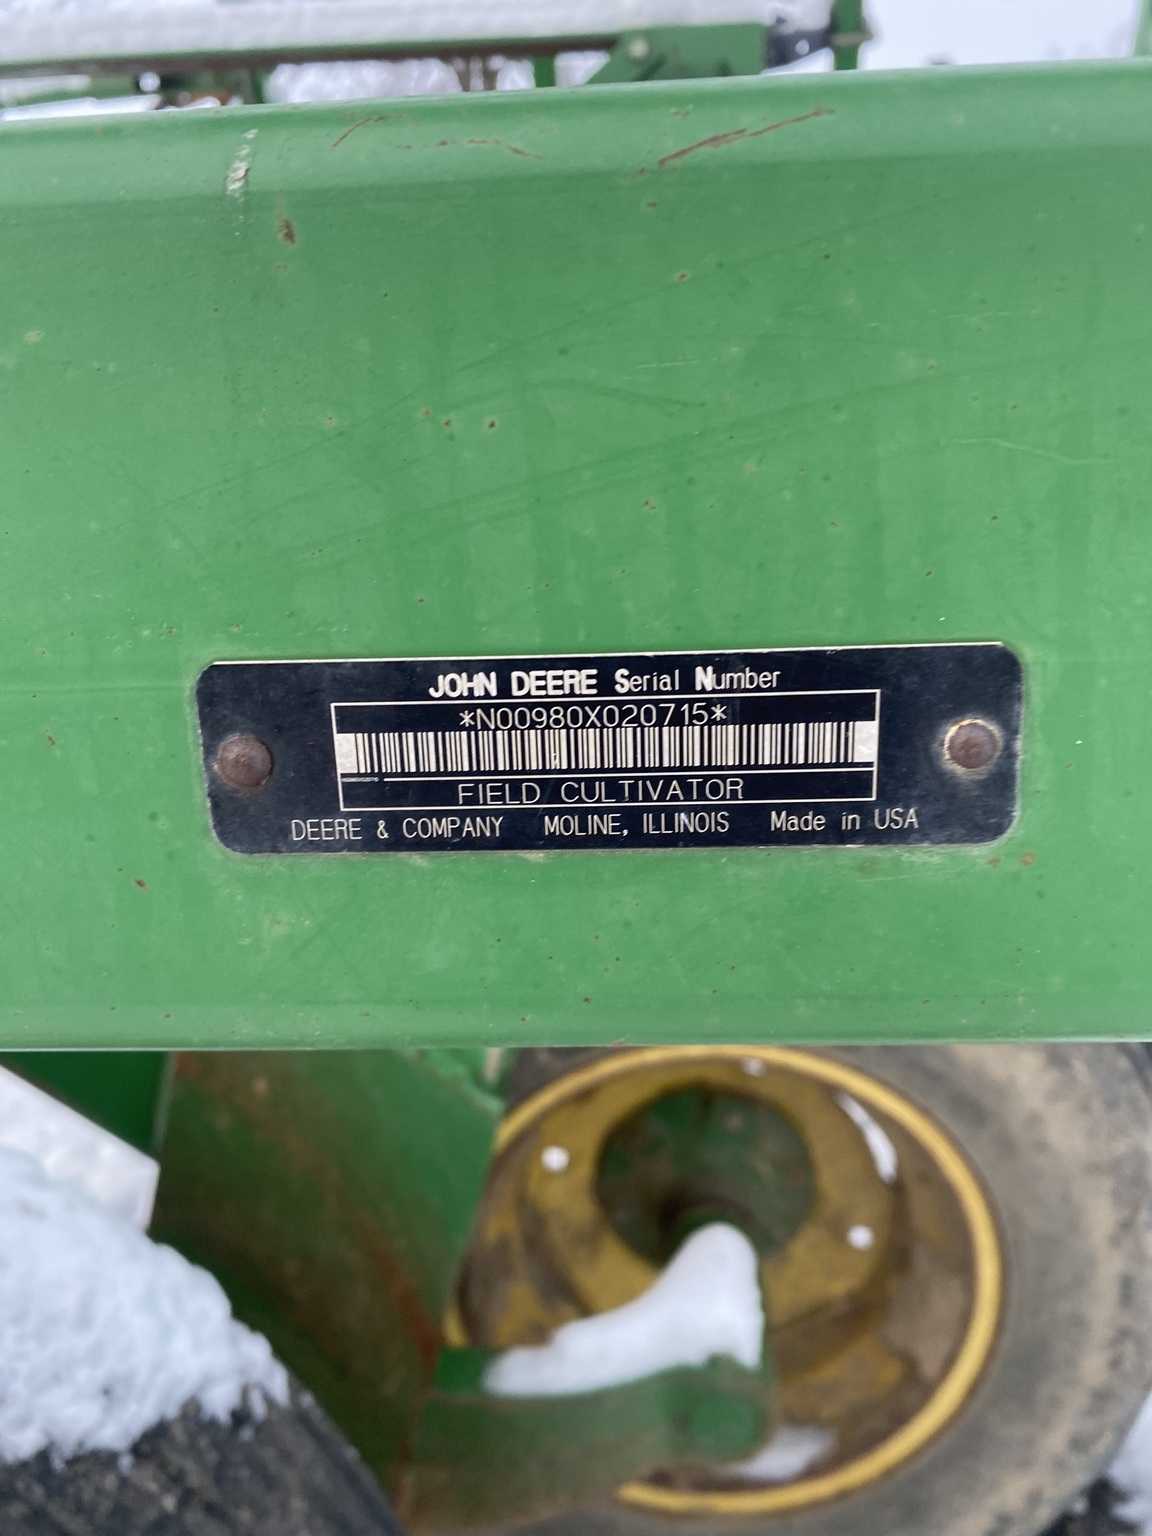 JOHN DEERE Serial Number
*N00980X020715*
FIELD CULTIVATOR
DEERE & COMPANY MOLINE, ILLINOIS Made in USA